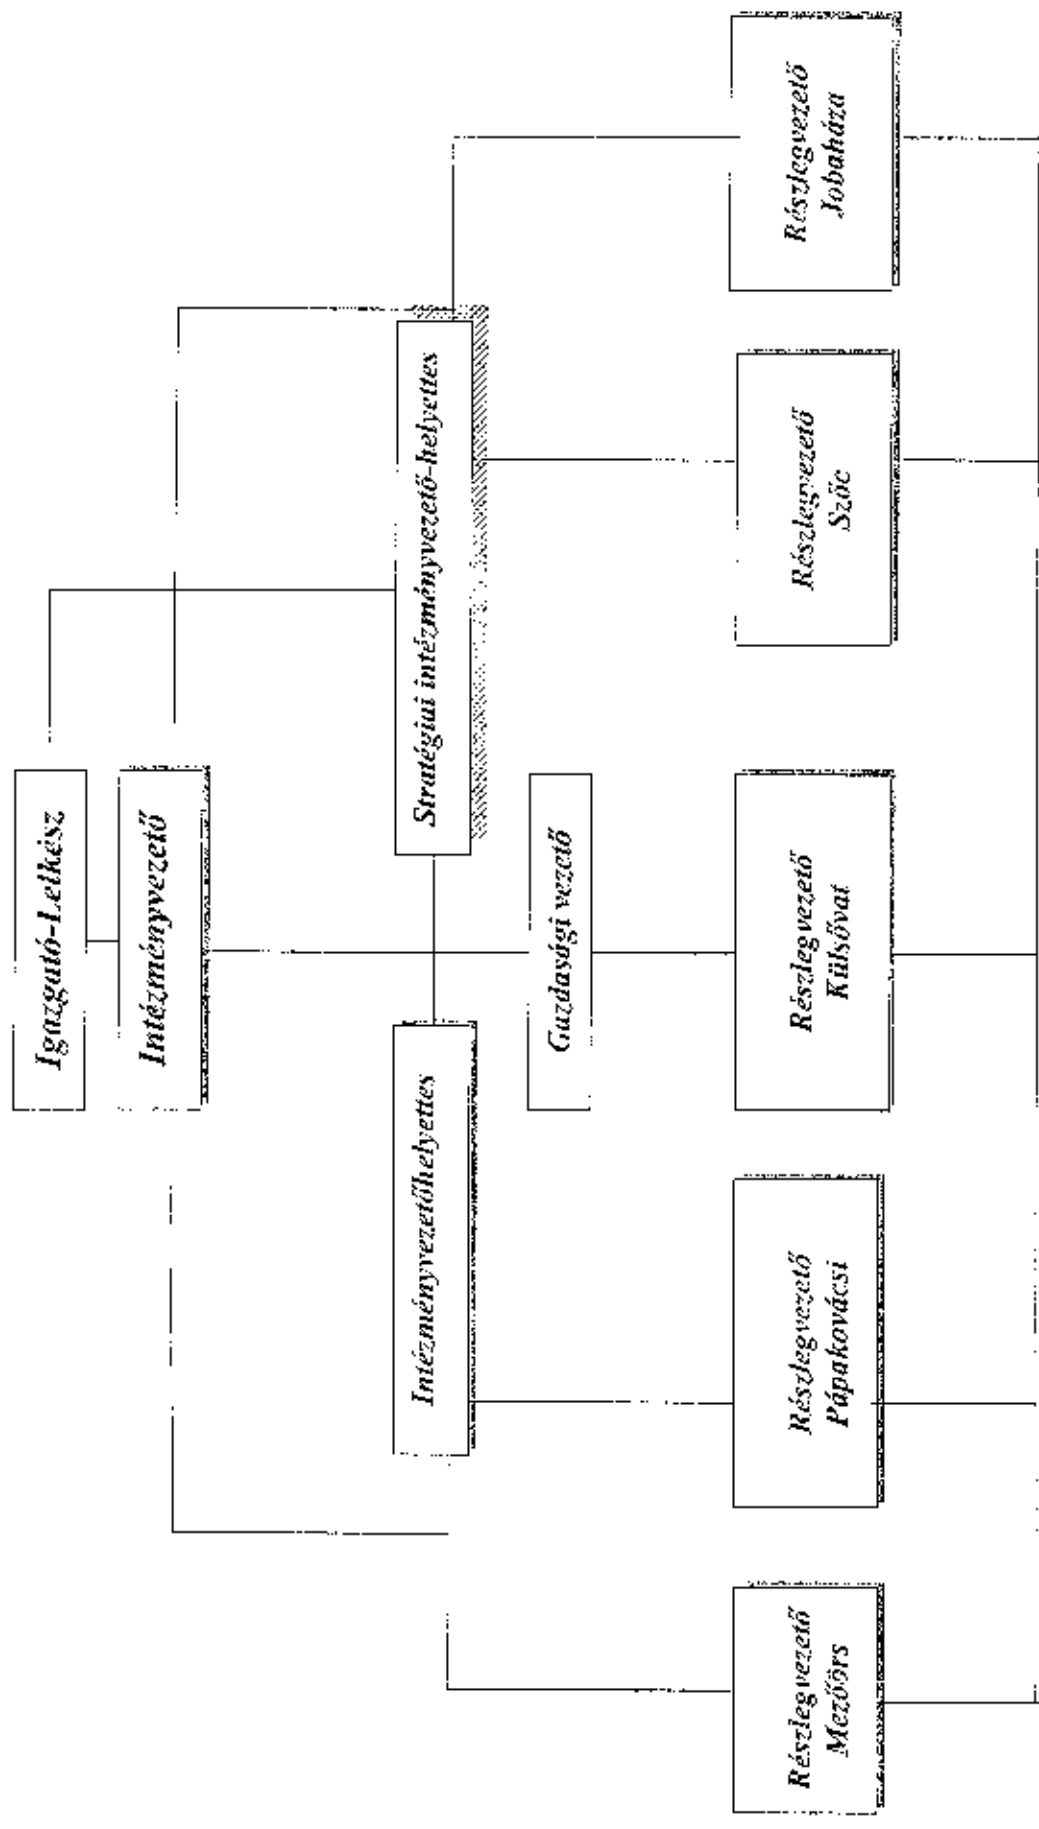 Igazgató-Lelkész
Intézményvezető
Intézményvezetőhelyettes
Stratégiai intézményvezető-helyettes
Gazdasági vezető
Részlegvezető
Mezőörs
Részlegvezető
Pápakovácsi
Részlegvezető
Külsővat
Részlegvezető
Szőc
Részlegvezető
Jobaháza